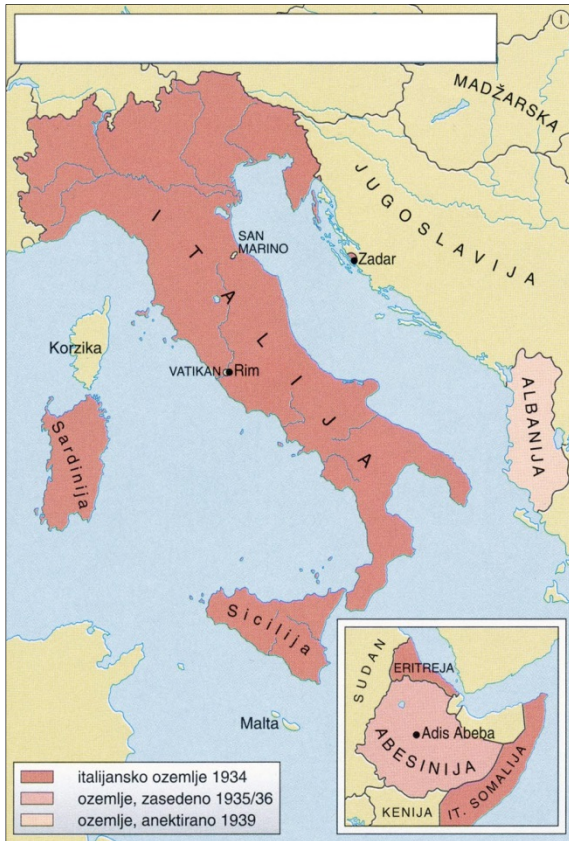 I
MADŽARSKA
JUGOSLAVIJA
ITALIJA
SAN
MARINO
Zadar
Korzika
VATIKAN
Rim
ALBANIJA
Sardinija
Sicilija
Malta
SUDAN
ERITREJA
Adis Abeba
ABESINIJA
KENIJA
IT. SOMALIJA
italijansko ozemlje 1934
ozemlje, zasedeno 1935/36
ozemlje, anektirano 1939